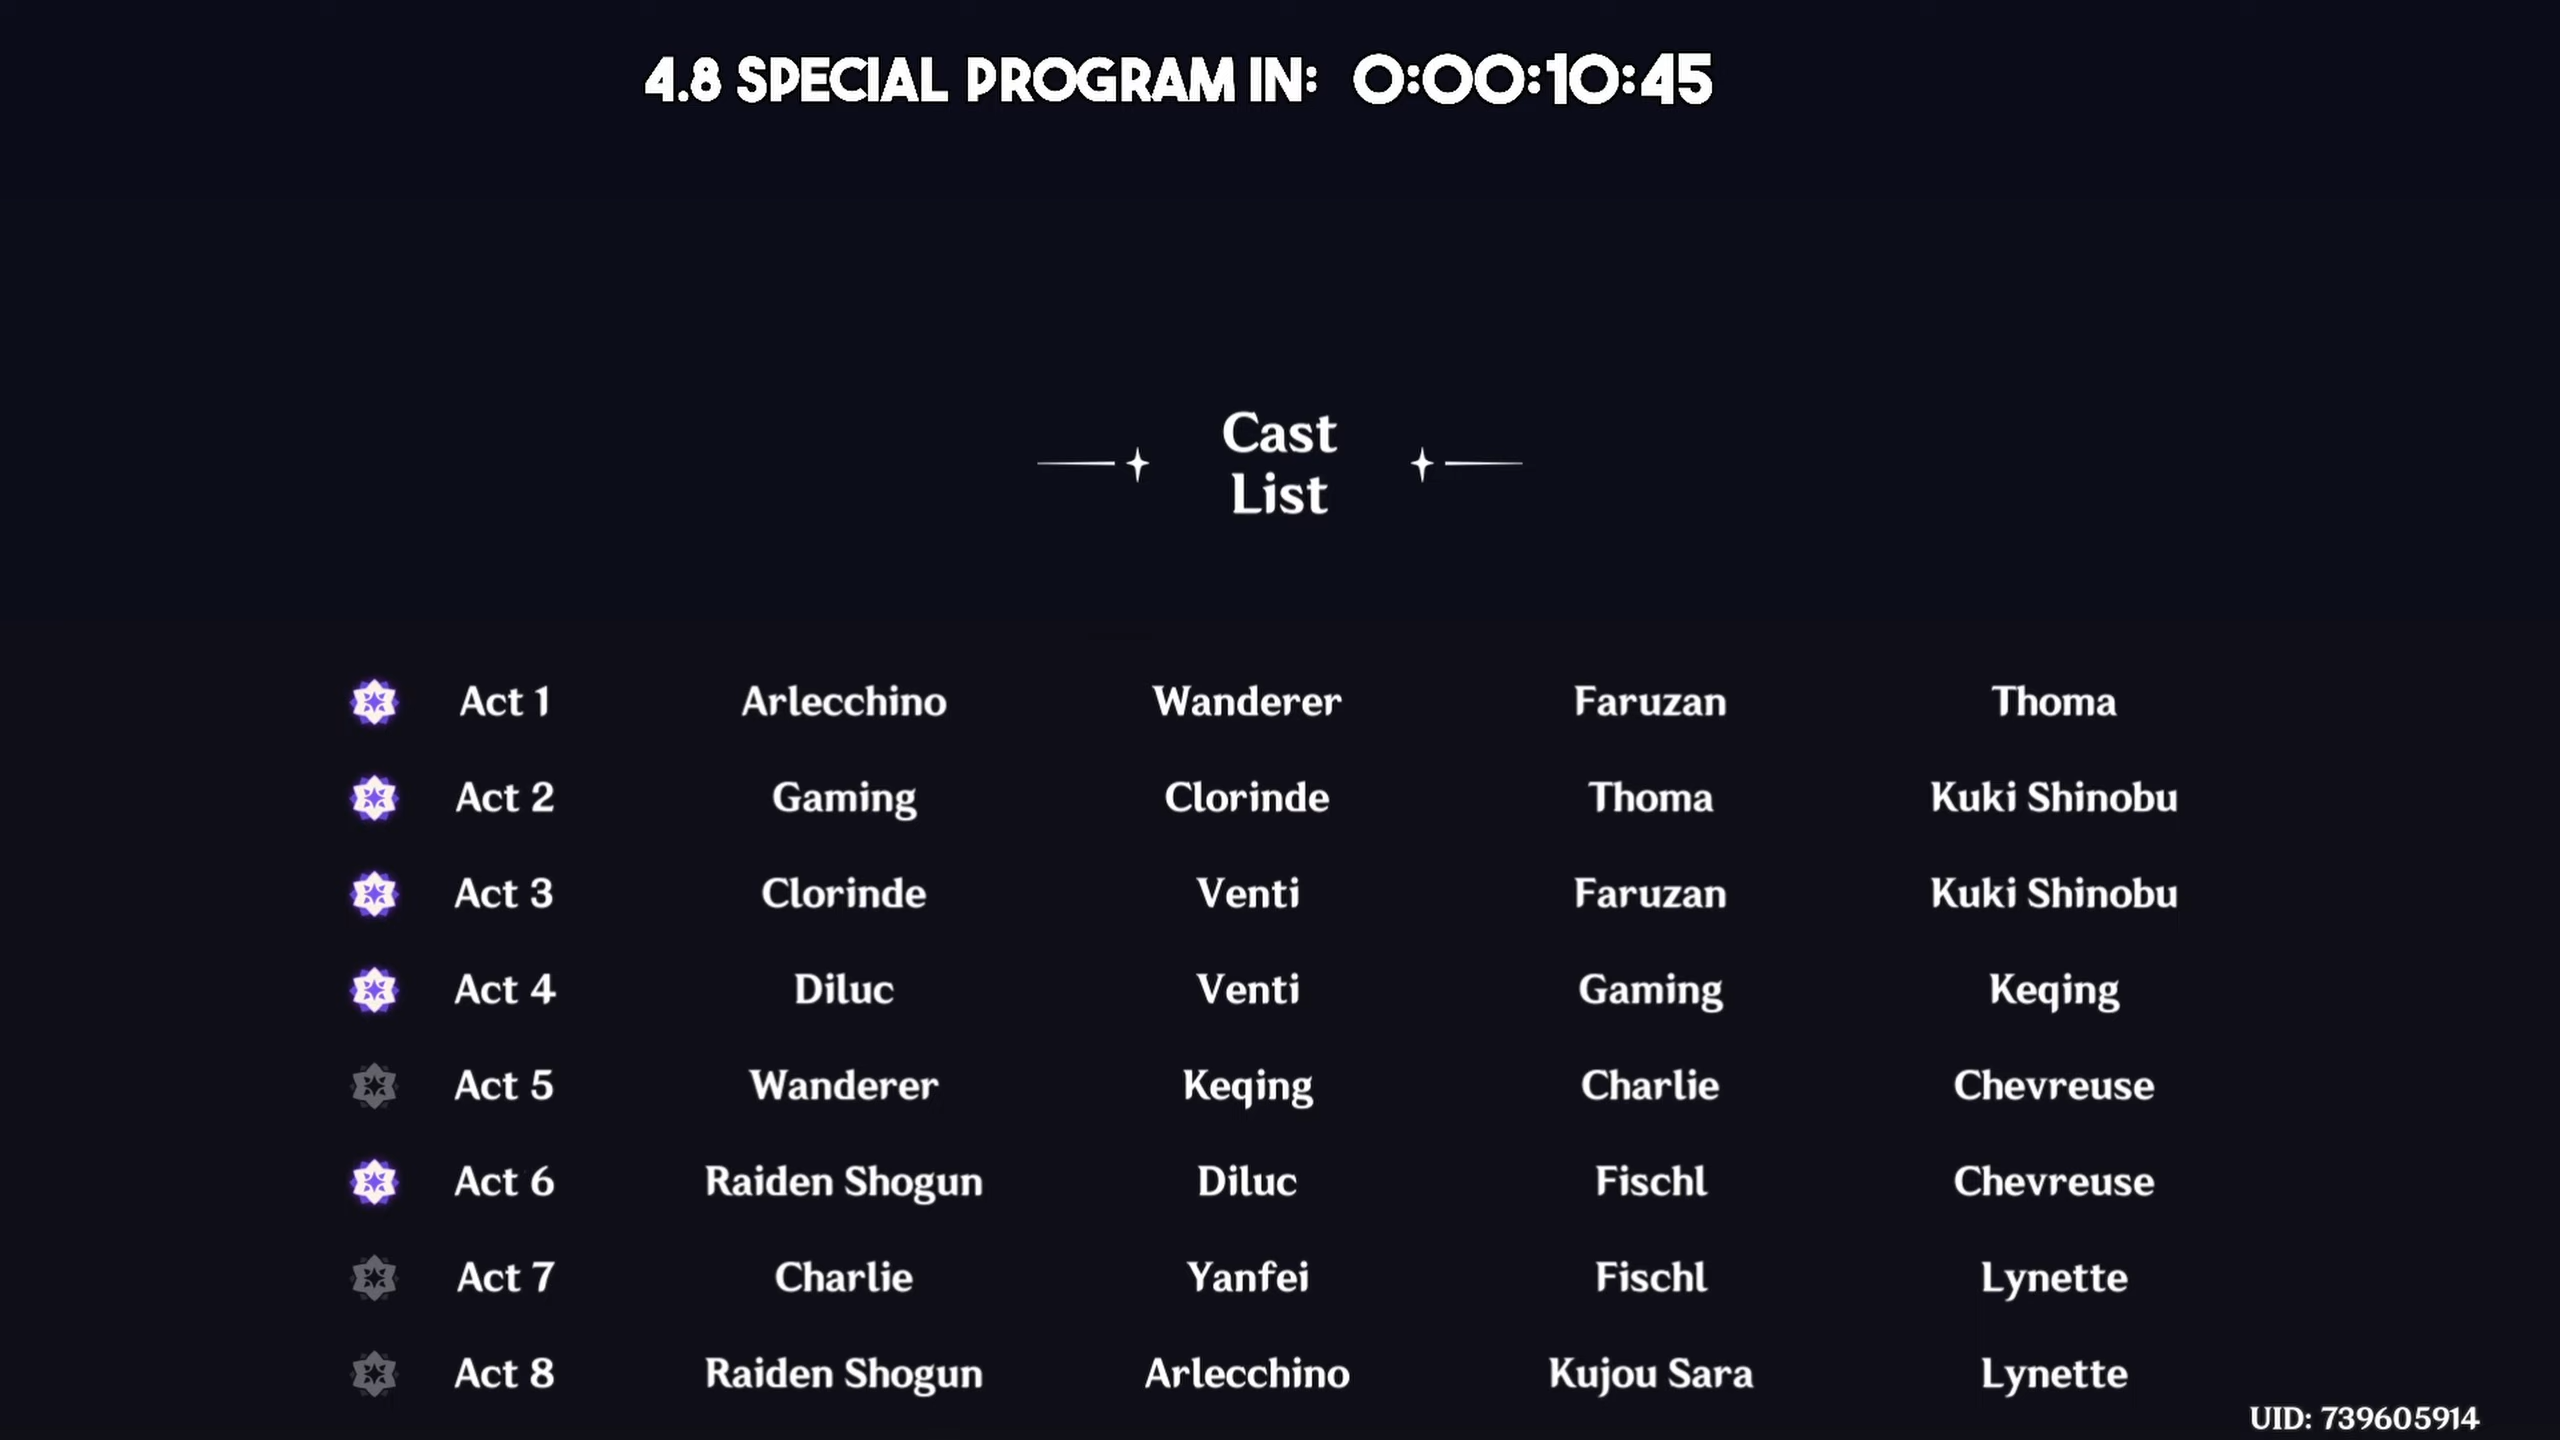 4.8 SPECIAL PROGRAM IN: 0:00:10:45
Cast
List
Act 1 Arlecchino Wanderer Faruzan Thoma
Act 2 Gaming Clorinde Thoma Kuki Shinobu
Act 3 Clorinde Venti Faruzan Kuki Shinobu
Act 4 Diluc Venti Gaming Keqing
Act 5 Wanderer Keqing Charlie Chevreuse
Act 6 Raiden Shogun Diluc Fischl Chevreuse
Act 7 Charlie Yanfei Fischl Lynette
Act 8 Raiden Shogun Arlecchino Kujou Sara Lynette
UID: 739605914